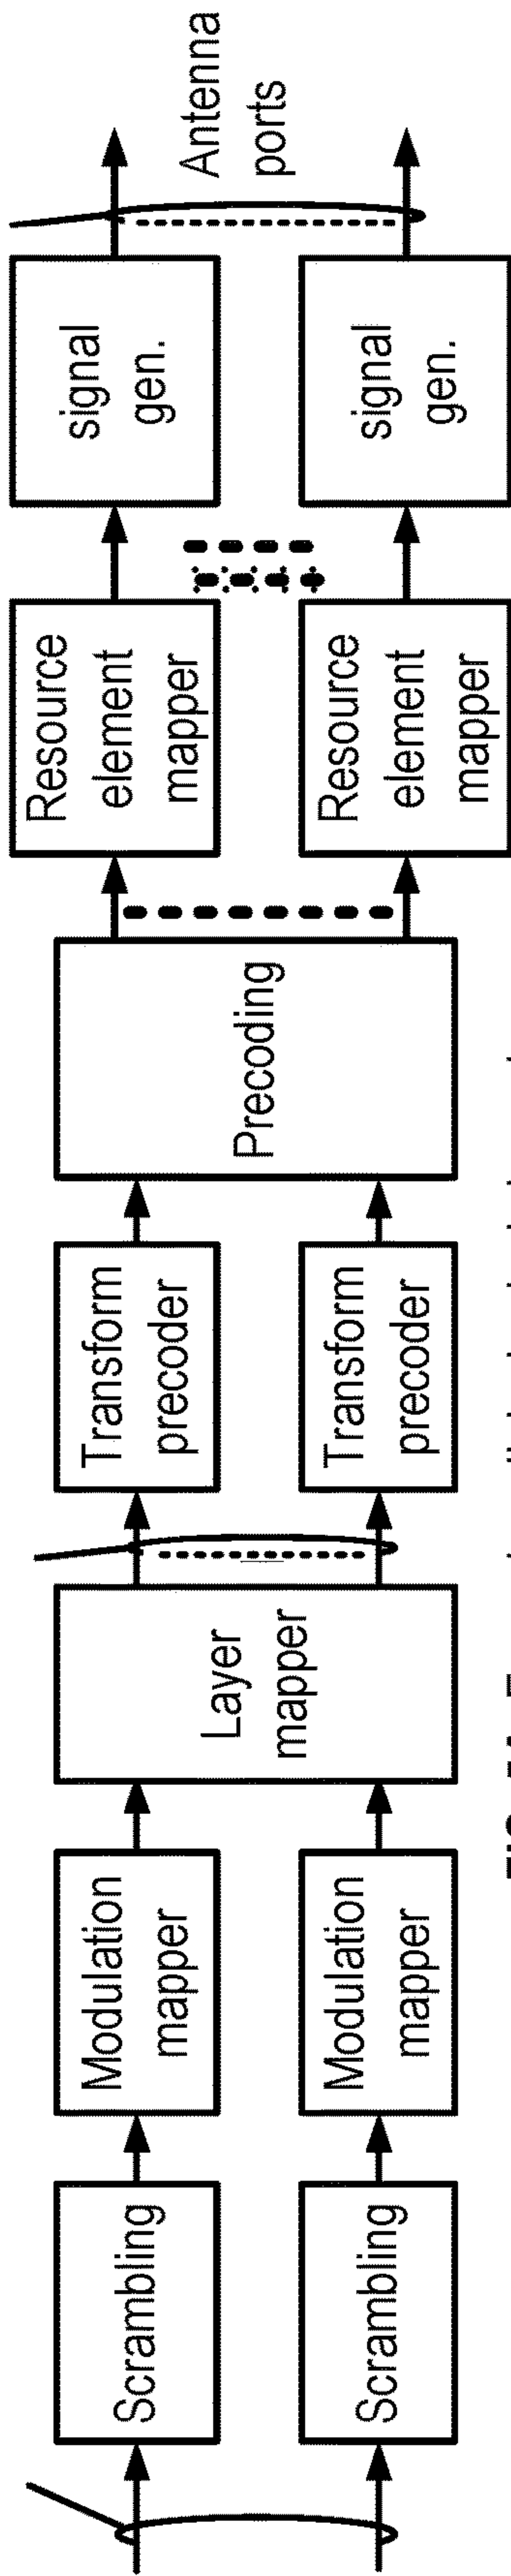 Scrambling
Scrambling
Modulation
mapper
Modulation
mapper
Layer
mapper
Transform
precoder
Transform
precoder
Precoding
Resource
element
mapper
Resource
element
mapper
signal
gen.
signal
gen.
Antenna
ports